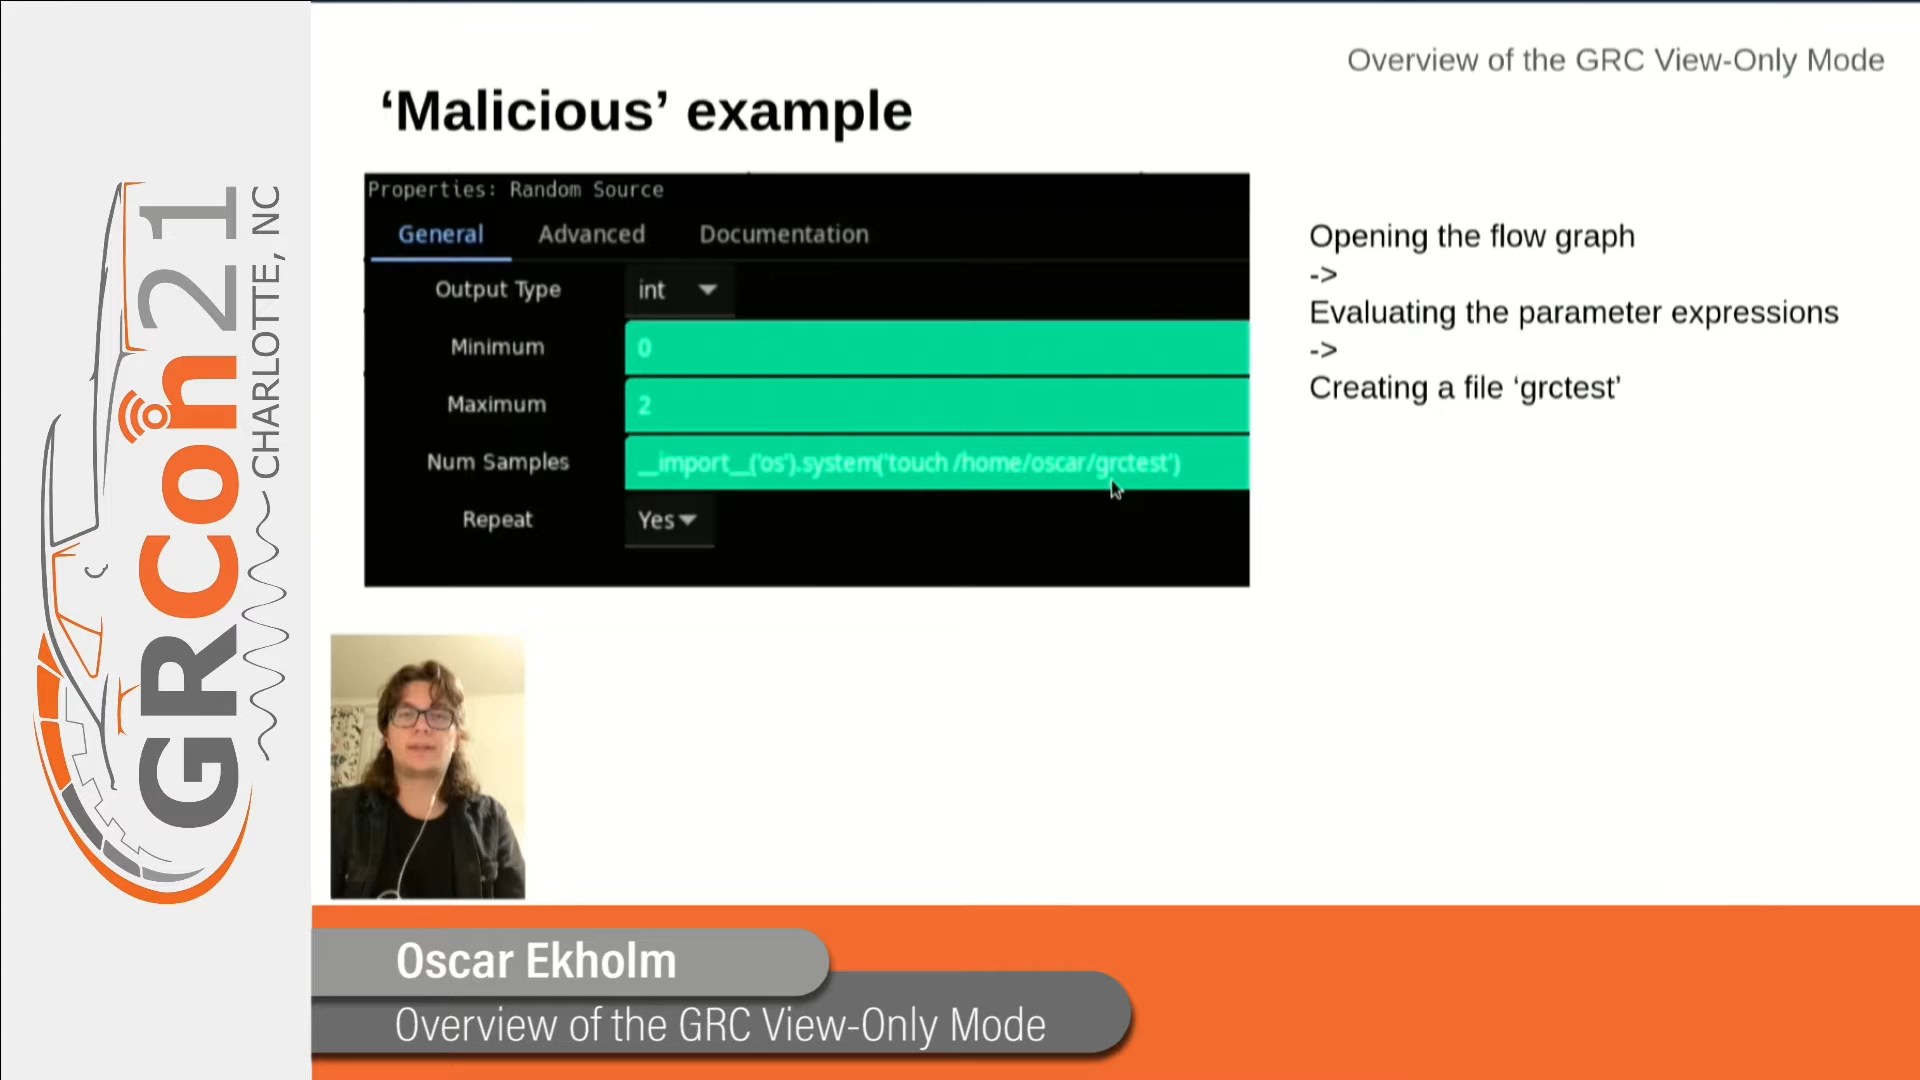 GRCon21
CHARLOTTE, NC
Overview of the GRC View-Only Mode
‘Malicious’ example
Properties: Random Source
General Advanced Documentation
Output Type int
Minimum 0
Maximum 2
Num Samples __import__('os').system('touch /home/oscar/grctest')
Repeat Yes
Opening the flow graph
->
Evaluating the parameter expressions
->
Creating a file ‘grctest’
Oscar Ekholm
Overview of the GRC View-Only Mode